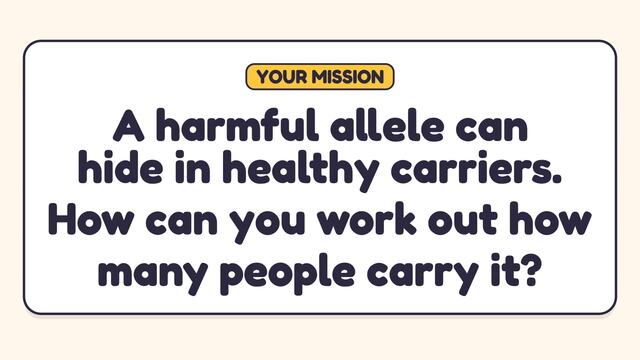 YOUR MISSION
A harmful allele can
hide in healthy carriers.
How can you work out how
many people carry it?